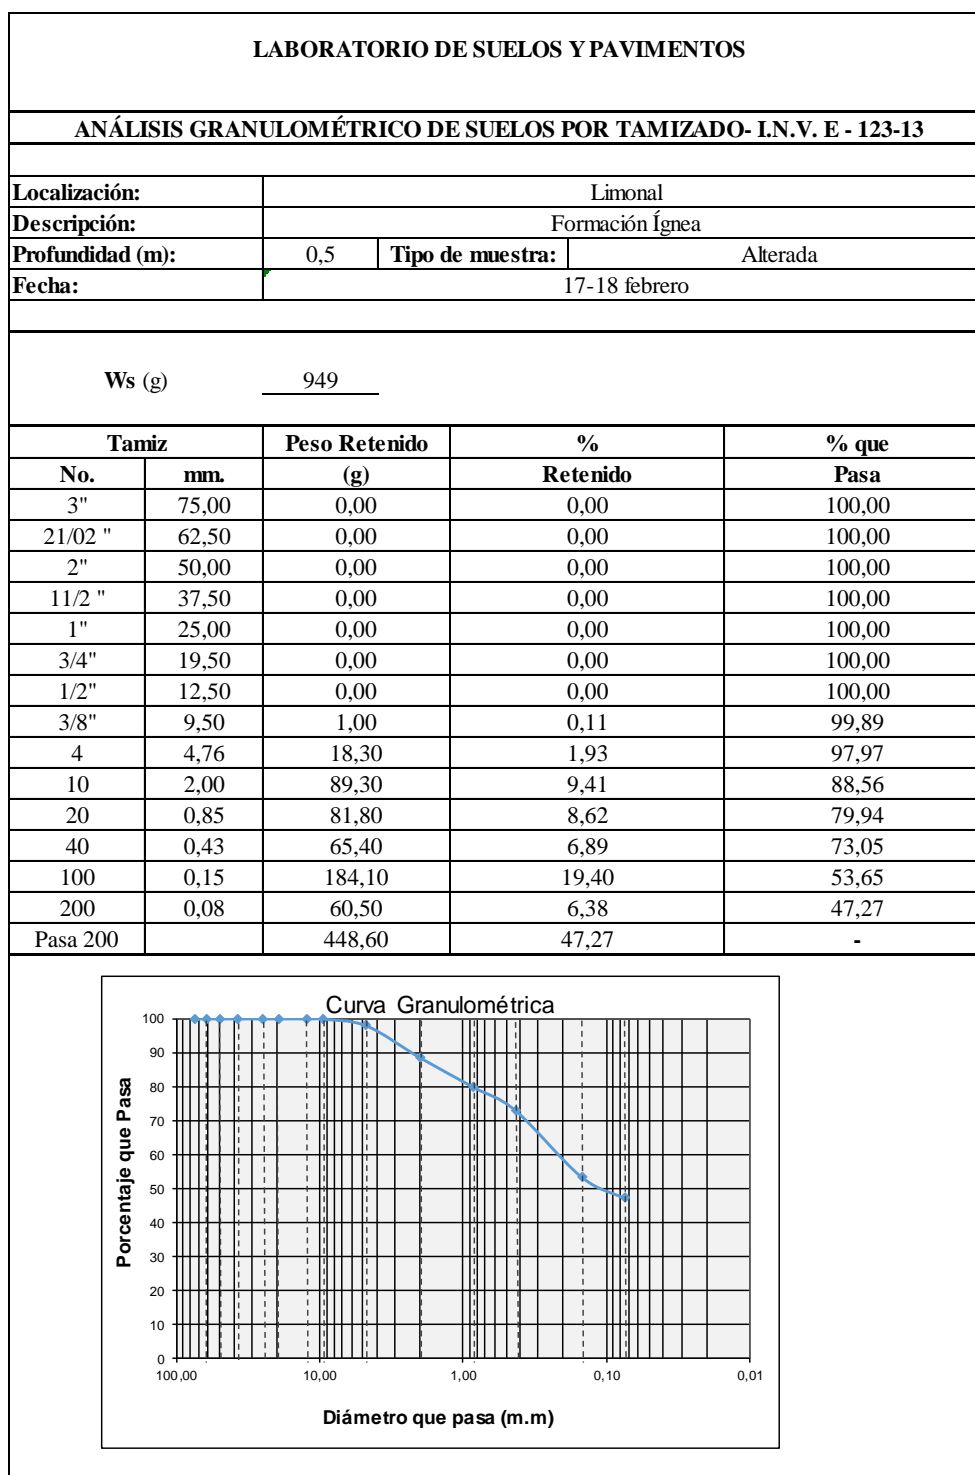 LABORATORIO DE SUELOS Y PAVIMENTOS
ANÁLISIS GRANULOMÉTRICO DE SUELOS POR TAMIZADO- I.N.V. E - 123-13
Localización: Limonal
Descripción: Formación Ígnea
Profundidad (m): 0,5 Tipo de muestra: Alterada
Fecha: 17-18 febrero
Ws (g) 949
Tamiz Peso Retenido % % que
No. mm. (g) Retenido Pasa
3" 75,00 0,00 0,00 100,00
21/02 " 62,50 0,00 0,00 100,00
2" 50,00 0,00 0,00 100,00
11/2 " 37,50 0,00 0,00 100,00
1" 25,00 0,00 0,00 100,00
3/4" 19,50 0,00 0,00 100,00
1/2" 12,50 0,00 0,00 100,00
3/8" 9,50 1,00 0,11 99,89
4 4,76 18,30 1,93 97,97
10 2,00 89,30 9,41 88,56
20 0,85 81,80 8,62 79,94
40 0,43 65,40 6,89 73,05
100 0,15 184,10 19,40 53,65
200 0,08 60,50 6,38 47,27
Pasa 200 448,60 47,27 -
Curva Granulométrica
100
90
80
70
60
50
40
30
20
10
0
Porcentaje que Pasa
100,00 10,00 1,00 0,10 0,01
Diámetro que pasa (m.m)